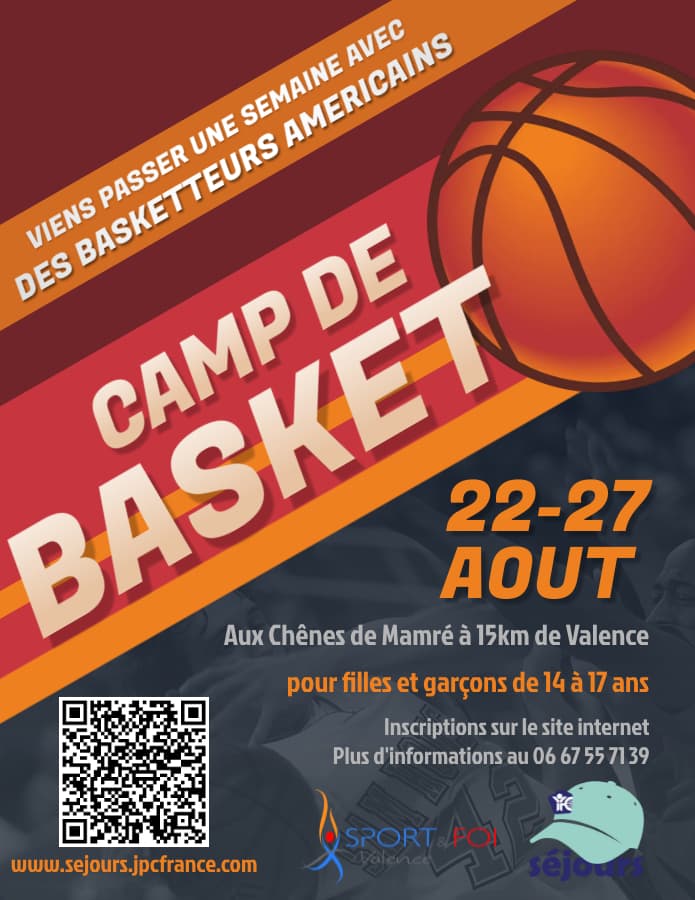 VIENS PASSER UNE SEMAINE AVEC
DES BASKETTEURS AMERICAINS
CAMP DE
BASKET
22-27
AOUT
Aux Chênes de Mamré à 15km de Valence
pour filles et garçons de 14 à 17 ans
Inscriptions sur le site internet
Plus d'informations au 06 67 55 71 39
www.sejours.jpcfrance.com
SPORT & FOI
Valence
séjours